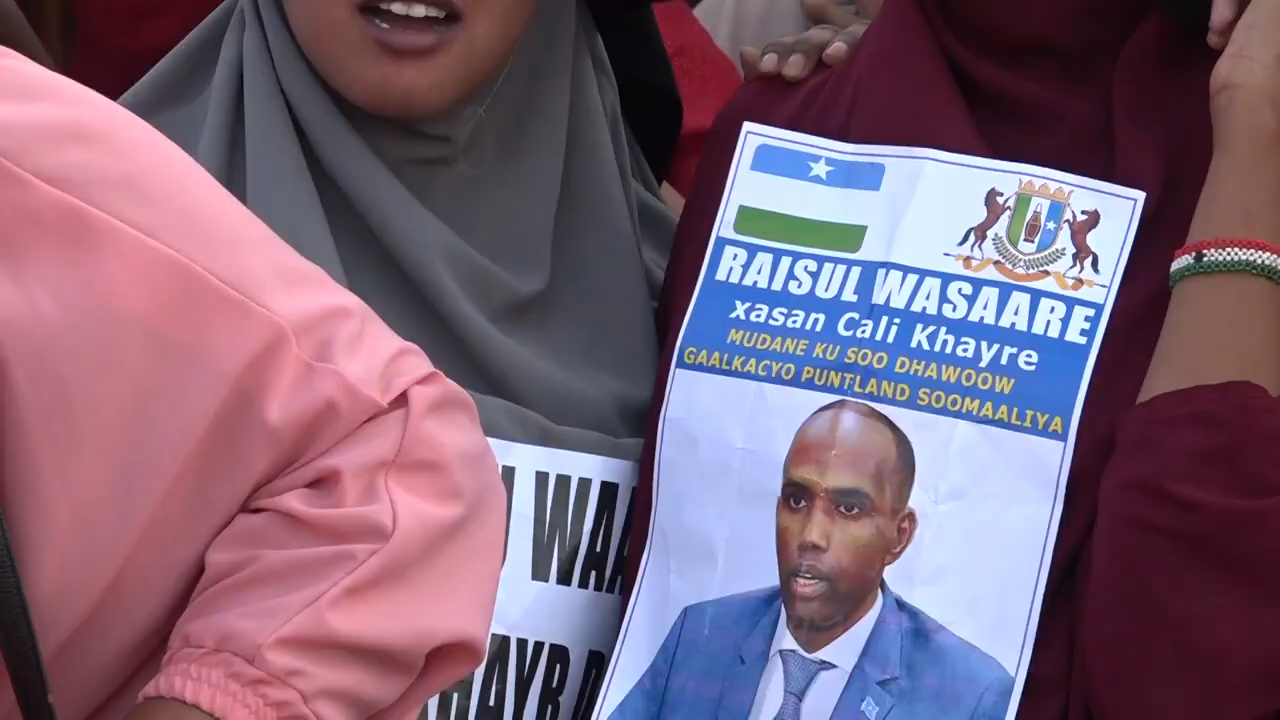 RAISUL WASAARE
xasan Cali Khayre
MUDANE KU SOO DHAWOOW
GAALKACYO PUNTLAND SOOMAALIYA